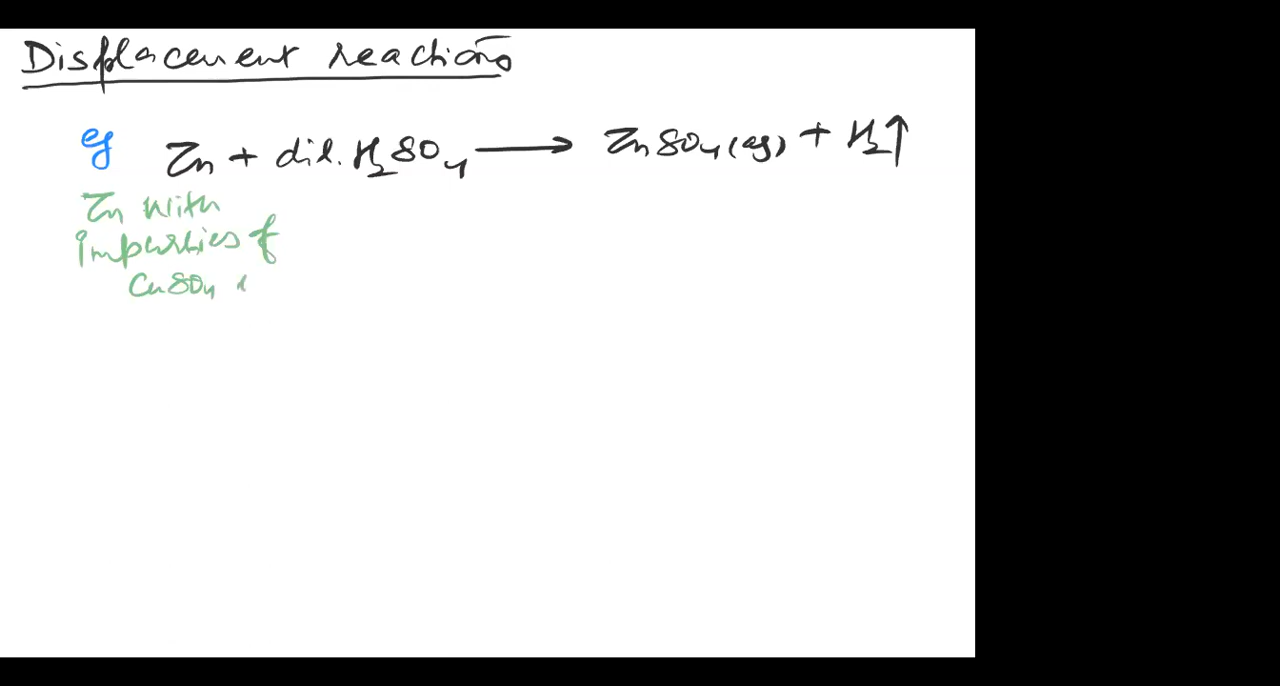 Displacement reactions
eg Zn + dil. H₂SO₄ ⟶ ZnSO₄(aq) + H₂↑
Zn with
impurities of
CuSO₄